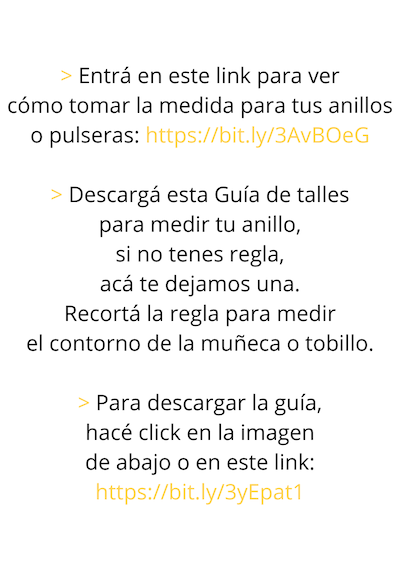 > Entrá en este link para ver
cómo tomar la medida para tus anillos
o pulseras: https://bit.ly/3AvBOeG
> Descargá esta Guía de talles
para medir tu anillo,
si no tenes regla,
acá te dejamos una.
Recortá la regla para medir
el contorno de la muñeca o tobillo.
> Para descargar la guía,
hacé click en la imagen
de abajo o en este link:
https://bit.ly/3yEpat1